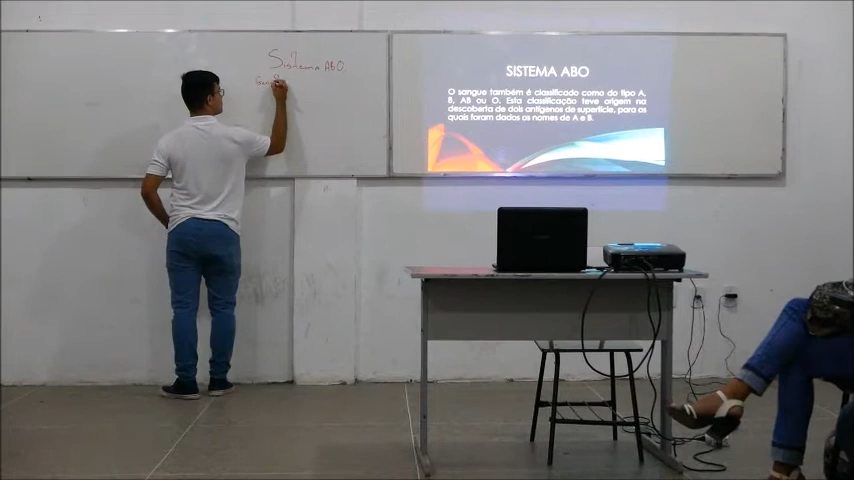 Sistema ABO
SISTEMA ABO
O sangue também é classificado como do tipo A,
B, AB ou O. Esta classificação teve origem na
descoberta de dois antígenos de superfície, para os
quais foram dados os nomes de A e B.